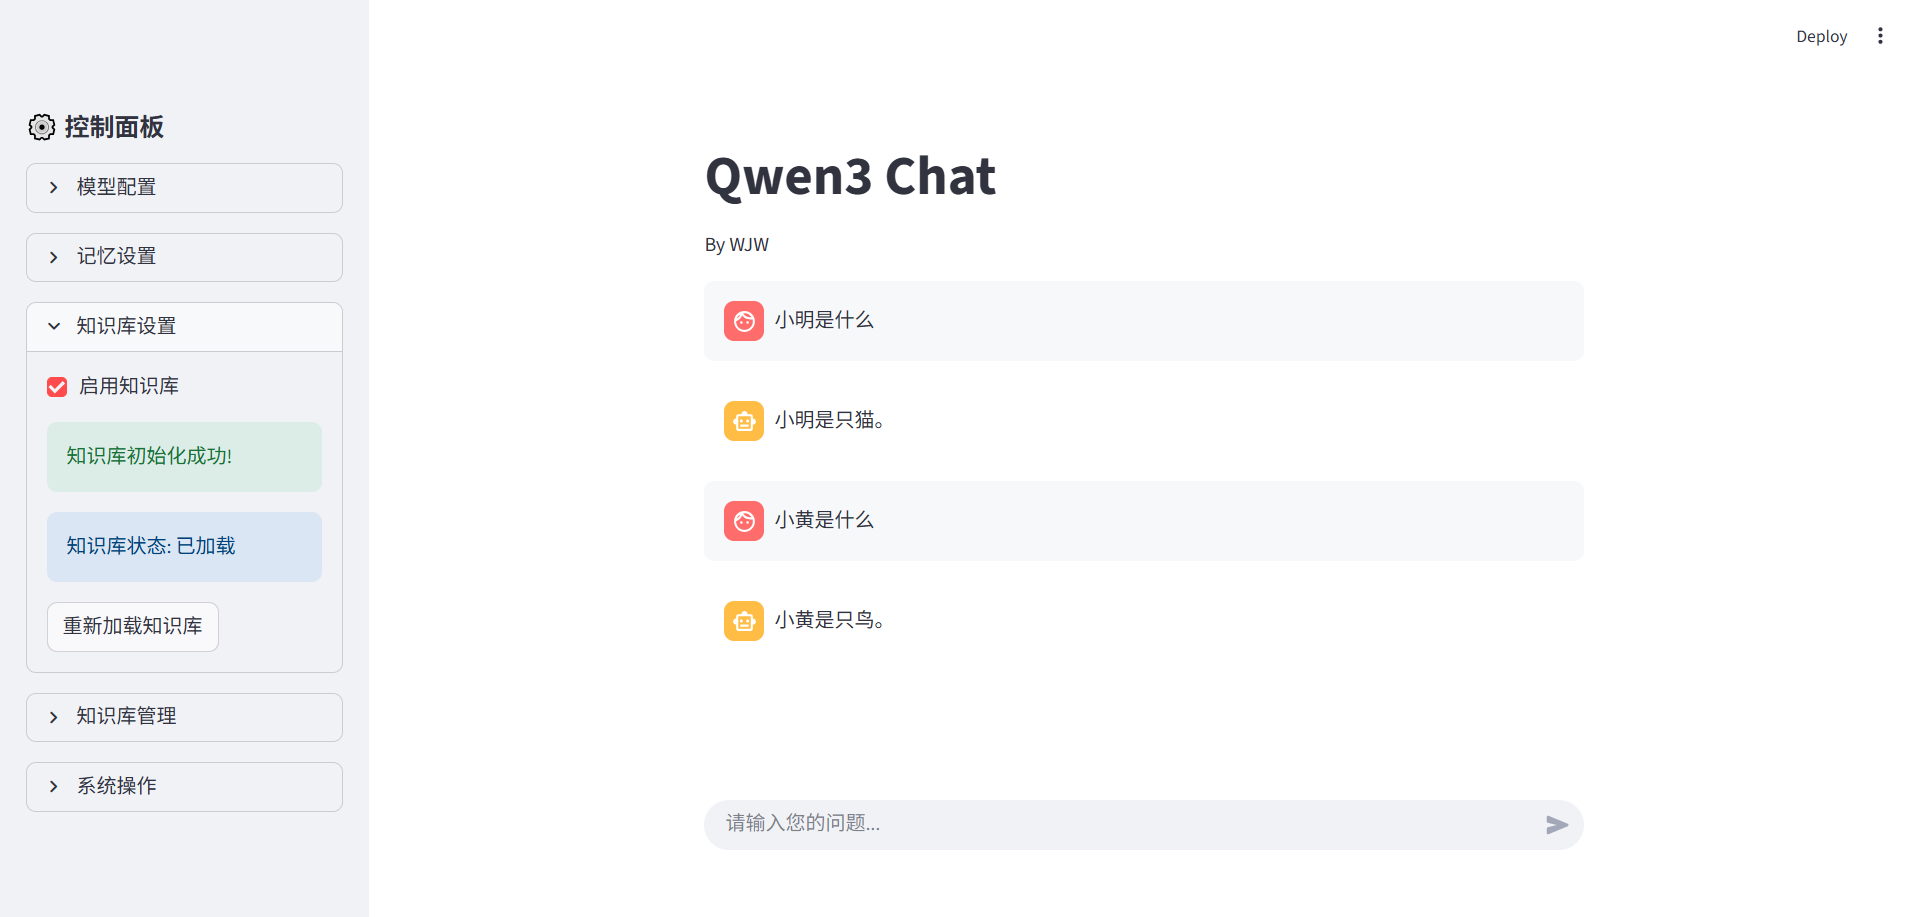 Deploy
控制面板
模型配置
记忆设置
知识库设置
启用知识库
知识库初始化成功!
知识库状态: 已加载
重新加载知识库
知识库管理
系统操作
Qwen3 Chat
By WJW
小明是什么
小明是只猫。
小黄是什么
小黄是只鸟。
请输入您的问题...